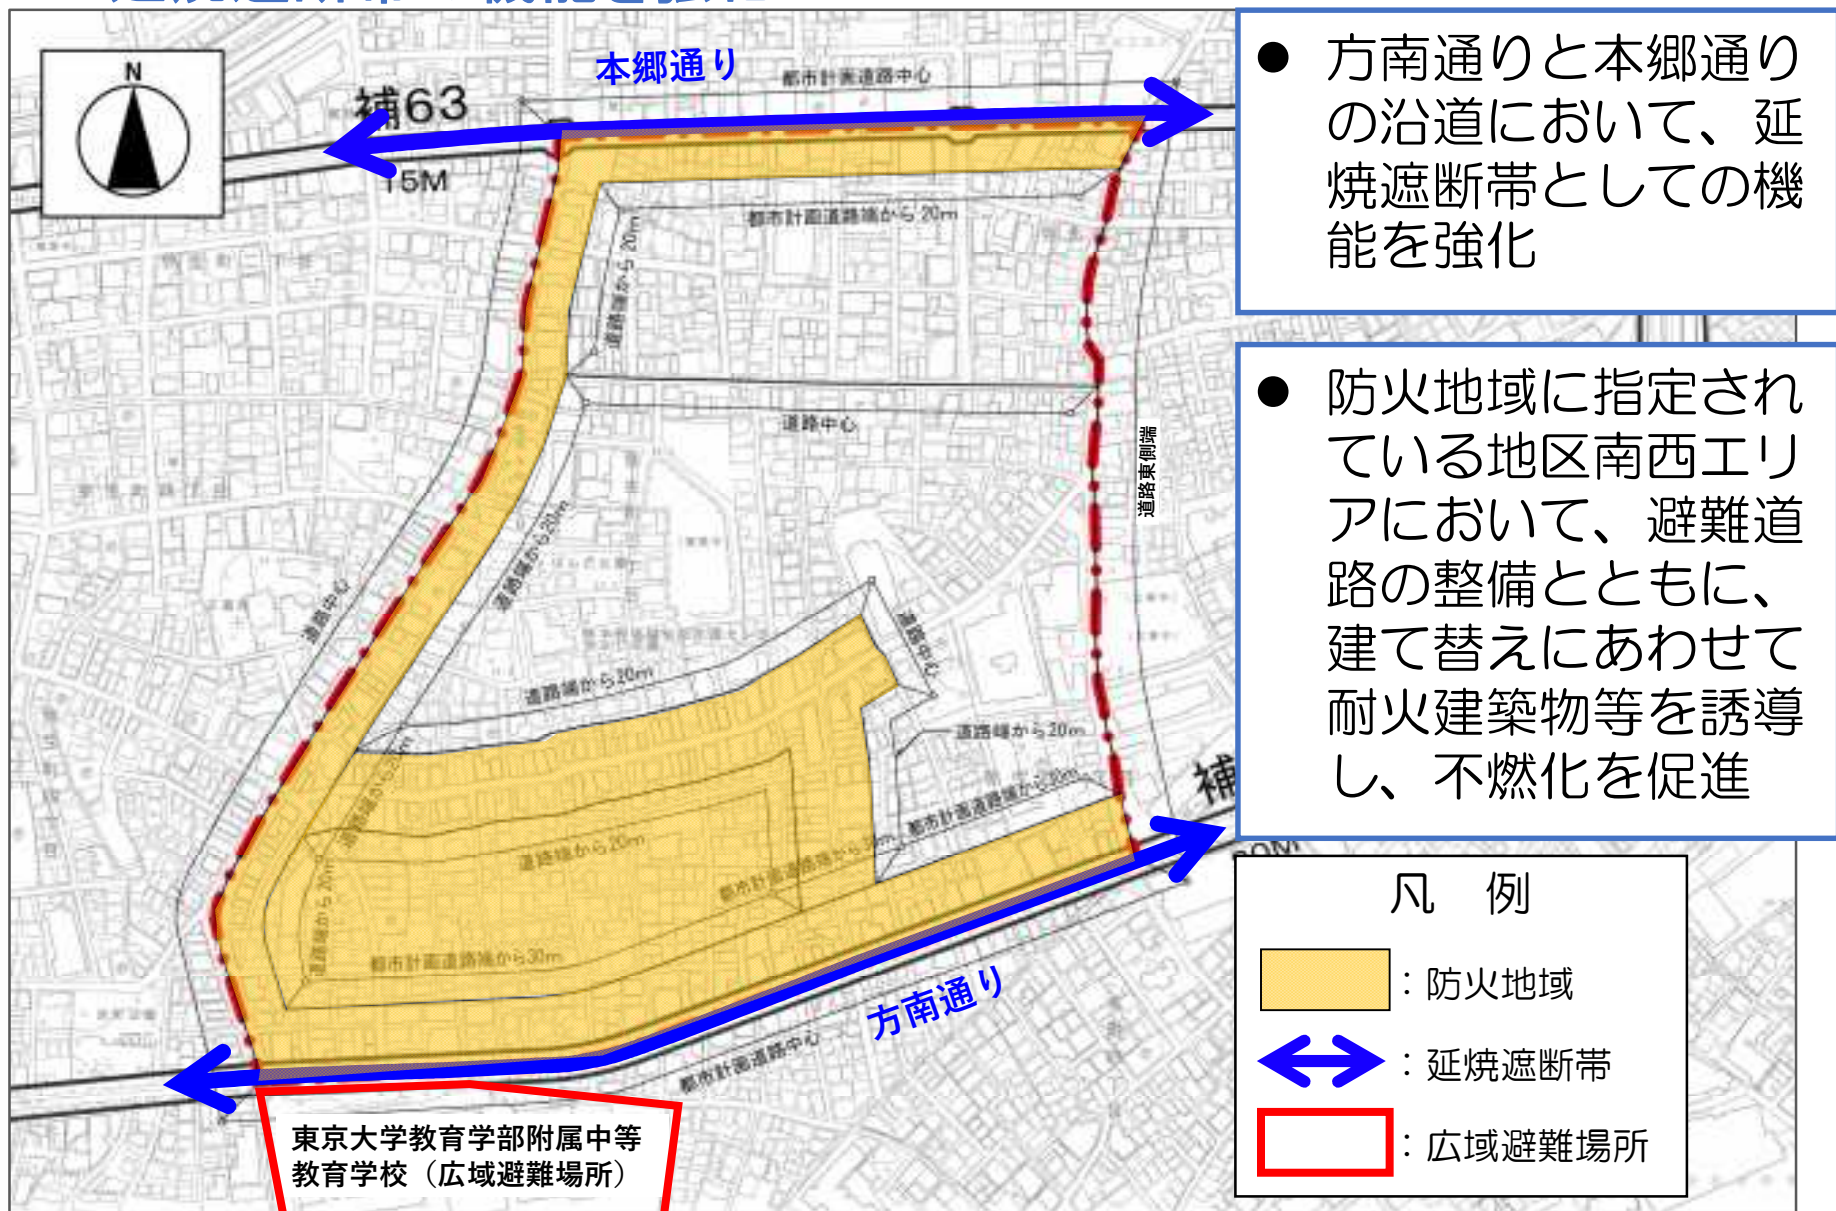 N
本郷通り
都市計画道路中心
補63
15M
都市計画道路端から20m
道路端から20m
道路中心
道路東側端
道路端から20m
道路中心
道路中心
道路端から20m
道路端から20m
都市計画道路端から30m
道路端から20m
道路端から20m
都市計画道路端から30m
道路端から20m
都市計画道路端から30m
補
方南通り
都市計画道路中心
東京大学教育学部附属中等
教育学校（広域避難場所）
● 方南通りと本郷通り
の沿道において、延
焼遮断帯としての機
能を強化
● 防火地域に指定され
ている地区南西エリ
アにおいて、避難道
路の整備とともに、
建て替えにあわせて
耐火建築物等を誘導
し、不燃化を促進
凡 例
：防火地域
：延焼遮断帯
：広域避難場所